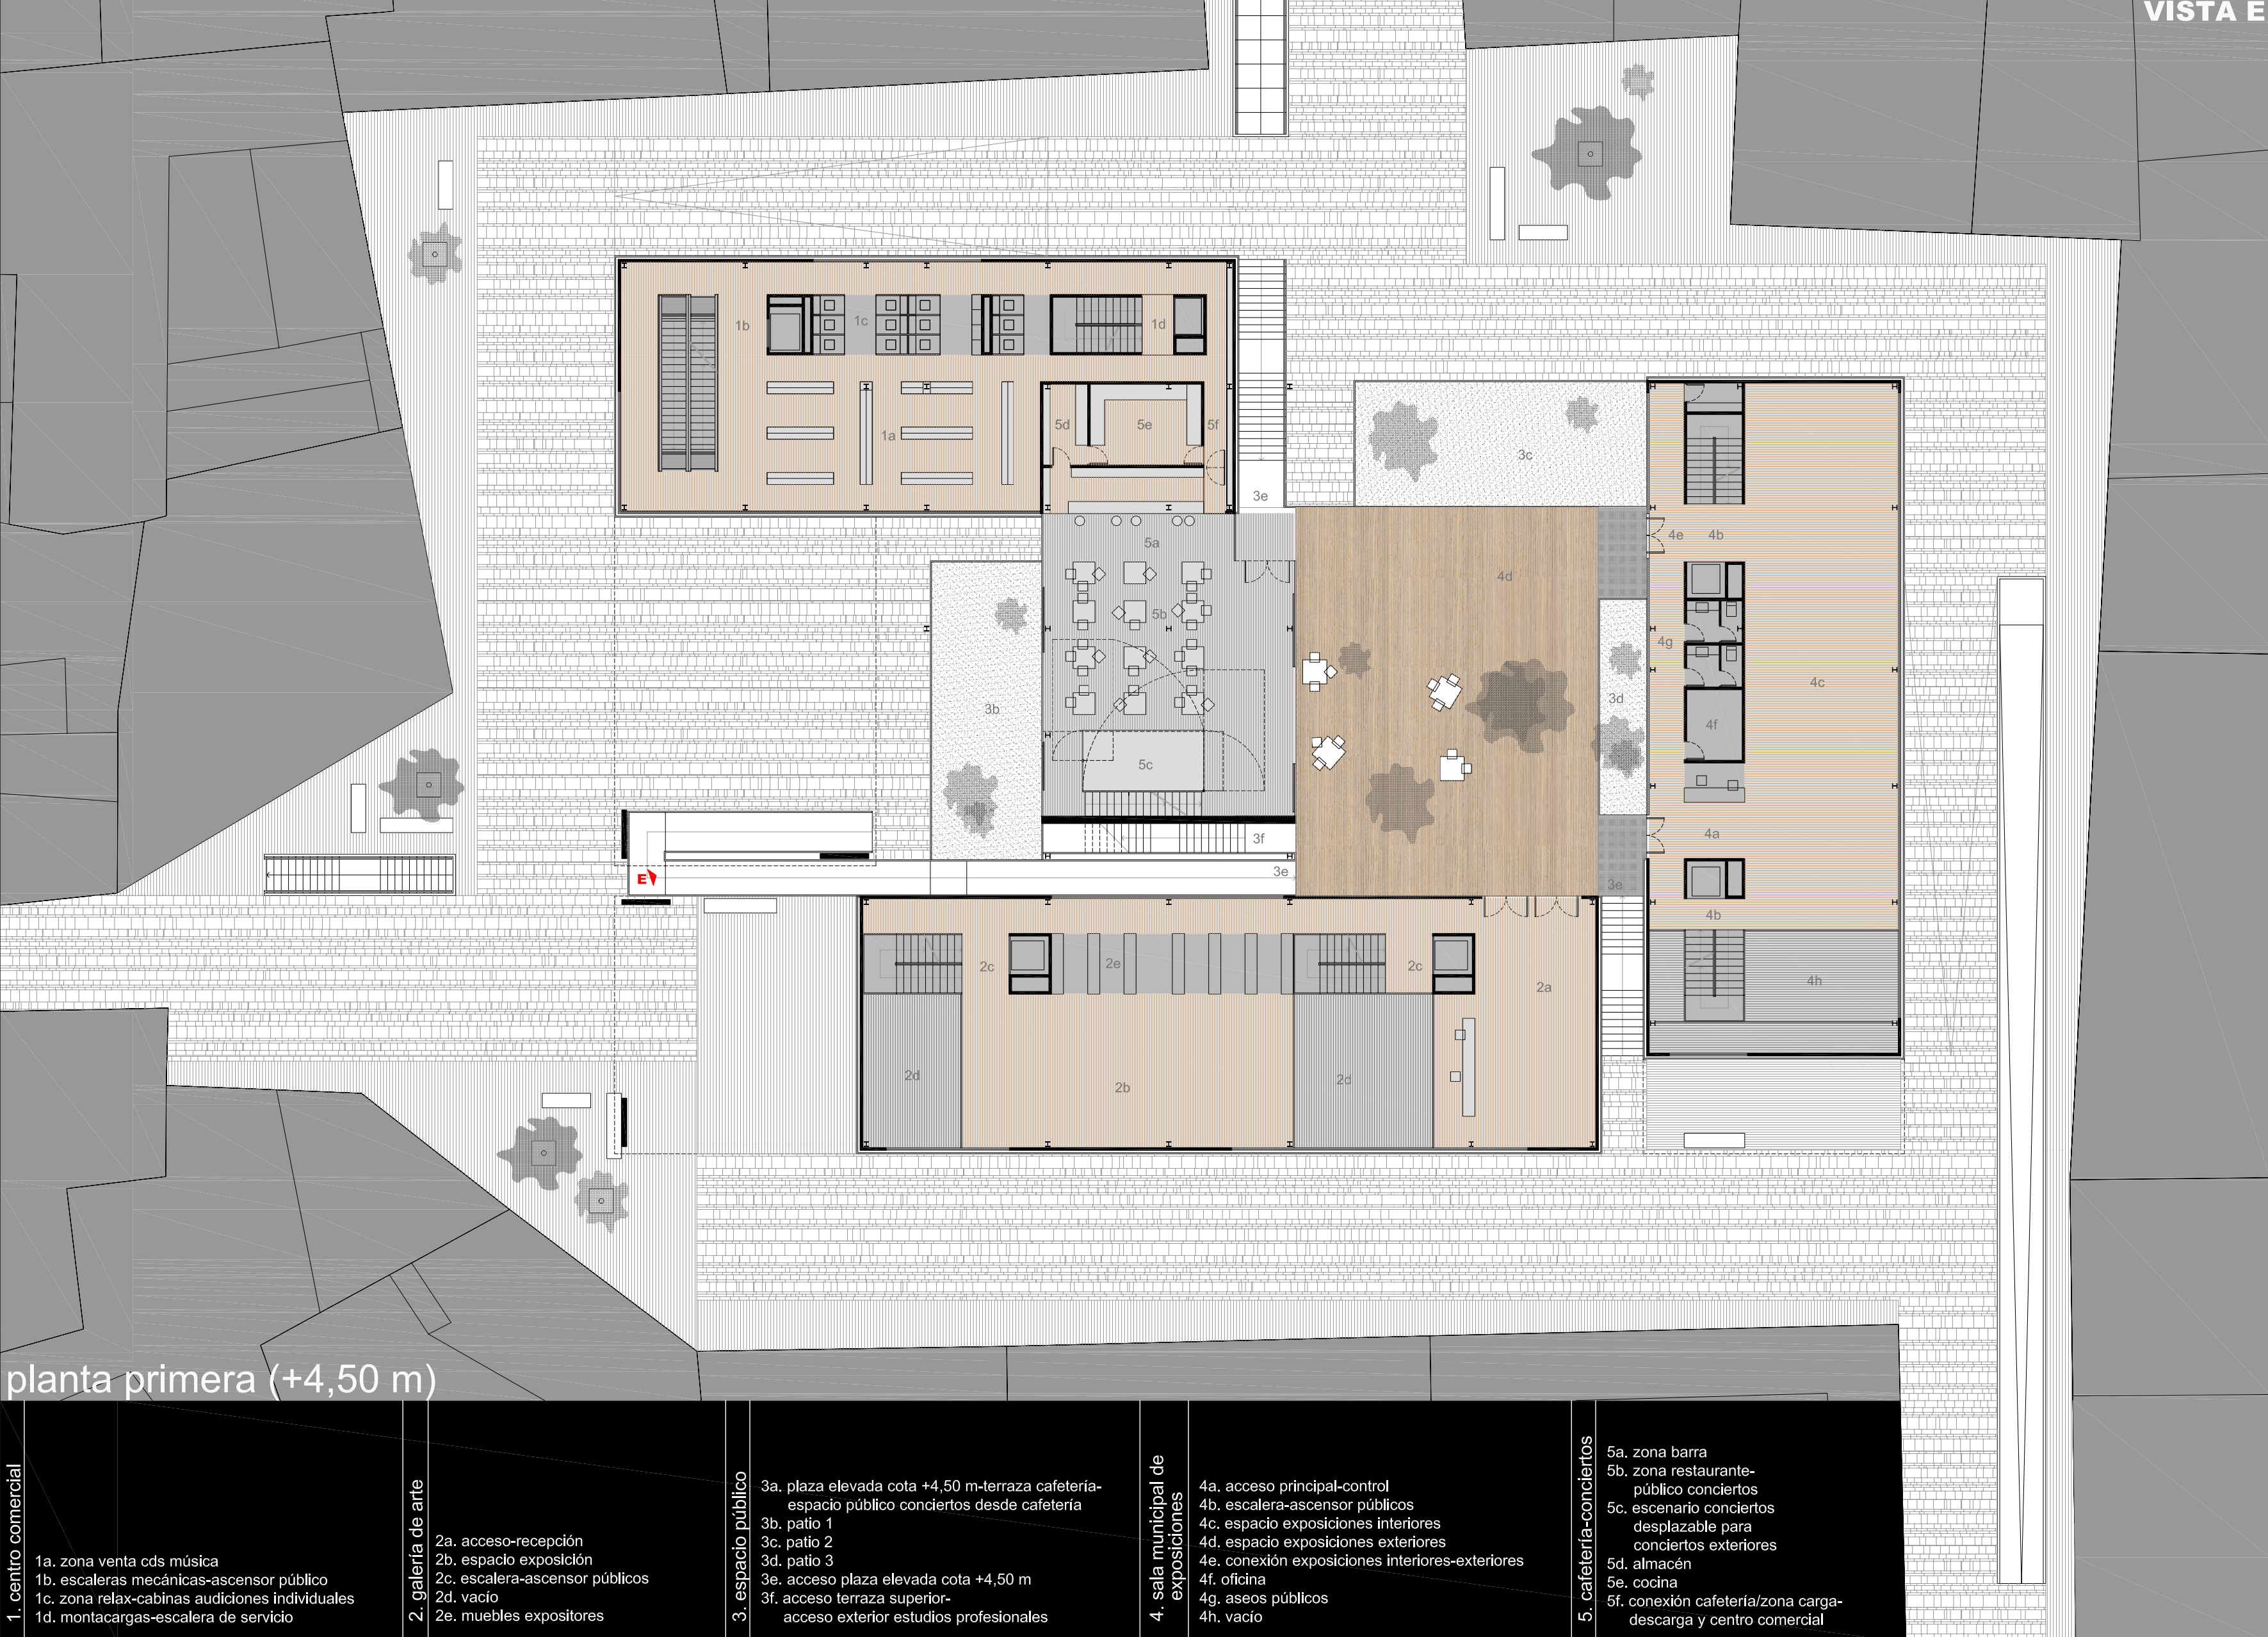 VISTA E
1b
1c
1d
1a
5d
5e
5f
3e
3c
5a
4e
4b
4d
5b
4g
3b
3d
4c
4f
5c
4a
3f
3e
E
3e
4b
2c
2e
2c
2a
4h
2d
2b
2d
planta primera (+4,50 m)
1. centro comercial
1a. zona venta cds música
1b. escaleras mecánicas-ascensor público
1c. zona relax-cabinas audiciones individuales
1d. montacargas-escalera de servicio
2. galería de arte
2a. acceso-recepción
2b. espacio exposición
2c. escalera-ascensor públicos
2d. vacío
2e. muebles expositores
3. espacio público
3a. plaza elevada cota +4,50 m-terraza cafetería-
espacio público conciertos desde cafetería
3b. patio 1
3c. patio 2
3d. patio 3
3e. acceso plaza elevada cota +4,50 m
3f. acceso terraza superior-
acceso exterior estudios profesionales
4. sala municipal de
exposiciones
4a. acceso principal-control
4b. escalera-ascensor públicos
4c. espacio exposiciones interiores
4d. espacio exposiciones exteriores
4e. conexión exposiciones interiores-exteriores
4f. oficina
4g. aseos públicos
4h. vacío
5. cafetería-conciertos
5a. zona barra
5b. zona restaurante-
público conciertos
5c. escenario conciertos
desplazable para
conciertos exteriores
5d. almacén
5e. cocina
5f. conexión cafetería/zona carga-
descarga y centro comercial